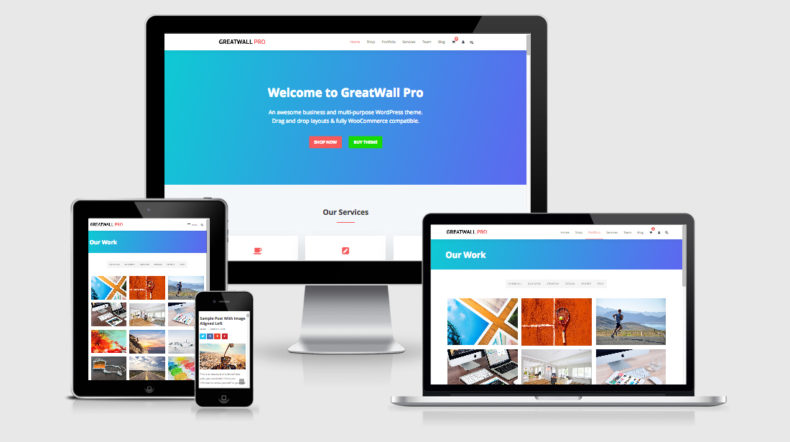 GREATWALL PRO
Home Shop Portfolio Services Team Blog
Welcome to GreatWall Pro
An awesome business and multi-purpose WordPress theme.
Drag and drop layouts & fully WooCommerce compatible.
SHOP NOW
BUY THEME
Our Services
GREATWALL PRO
Our Work
Sample Post With Image
Aligned Left
GREATWALL PRO
Home Shop Portfolio Services Team Blog
Our Work